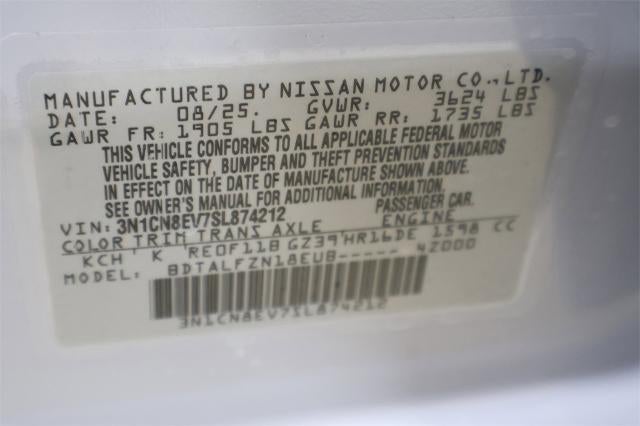 MANUFACTURED BY NISSAN MOTOR CO., LTD.
DATE: 08/25. GVWR: 3624 LBS
GAWR FR: 1905 LBS GAWR RR: 1735 LBS
THIS VEHICLE CONFORMS TO ALL APPLICABLE FEDERAL MOTOR
VEHICLE SAFETY, BUMPER AND THEFT PREVENTION STANDARDS
IN EFFECT ON THE DATE OF MANUFACTURE SHOWN ABOVE.
SEE OWNER'S MANUAL FOR ADDITIONAL INFORMATION.
VIN: 3N1CN8EV7SL874212 PASSENGER CAR.
COLOR TRIM TRANS AXLE ENGINE
KCH K RE0F11B GZ39 HR16DE 1598 CC
BDTALFZN18EUB----- 4Z000
3N1CN8EV7SL874212